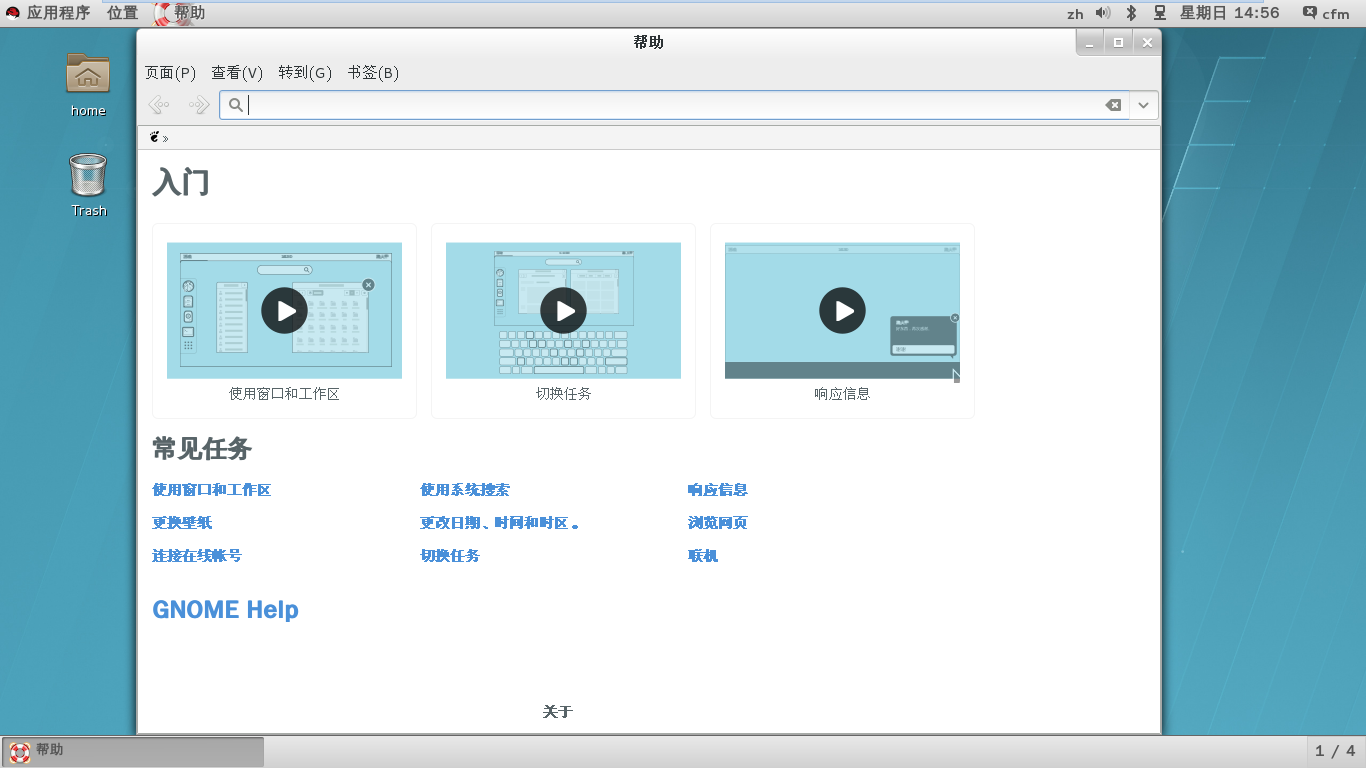 应用程序 位置 帮助 zh 星期日 14:56 cfm
home
Trash
帮助
页面(P) 查看(V) 转到(G) 书签(B)
»
入门
使用窗口和工作区 切换任务 响应信息
常见任务
使用窗口和工作区 使用系统搜索 响应信息
更换壁纸 更改日期、时间和时区。 浏览网页
连接在线帐号 切换任务 联机
GNOME Help
关于
帮助 1 / 4